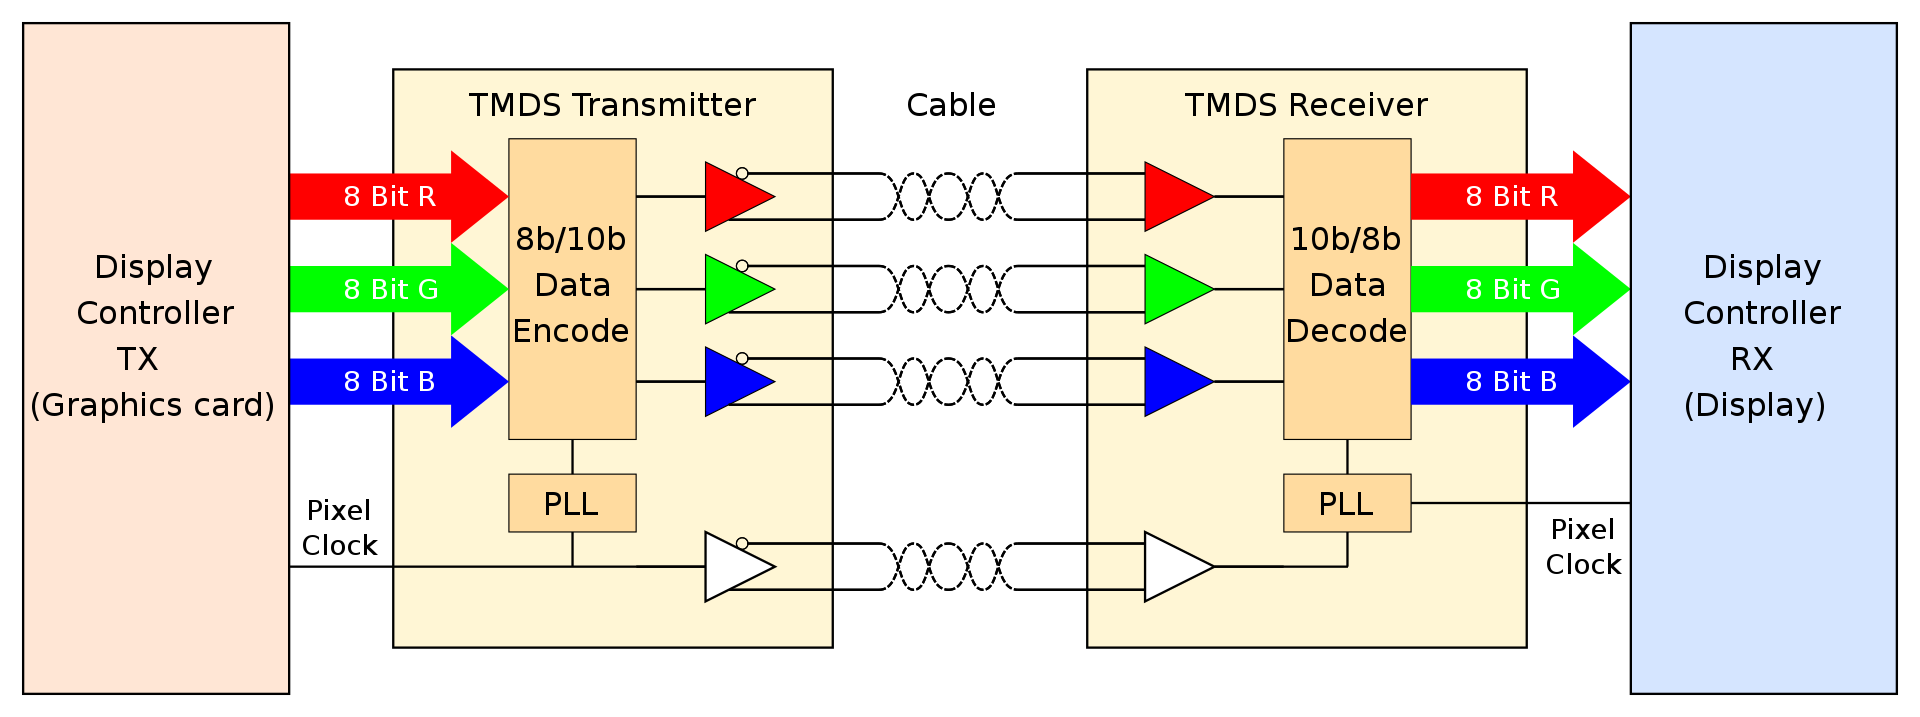 Display
Controller
TX
(Graphics card)
8 Bit R
8 Bit G
8 Bit B
Pixel
Clock
TMDS Transmitter
8b/10b
Data
Encode
PLL
Cable
TMDS Receiver
10b/8b
Data
Decode
PLL
8 Bit R
8 Bit G
8 Bit B
Pixel
Clock
Display
Controller
RX
(Display)